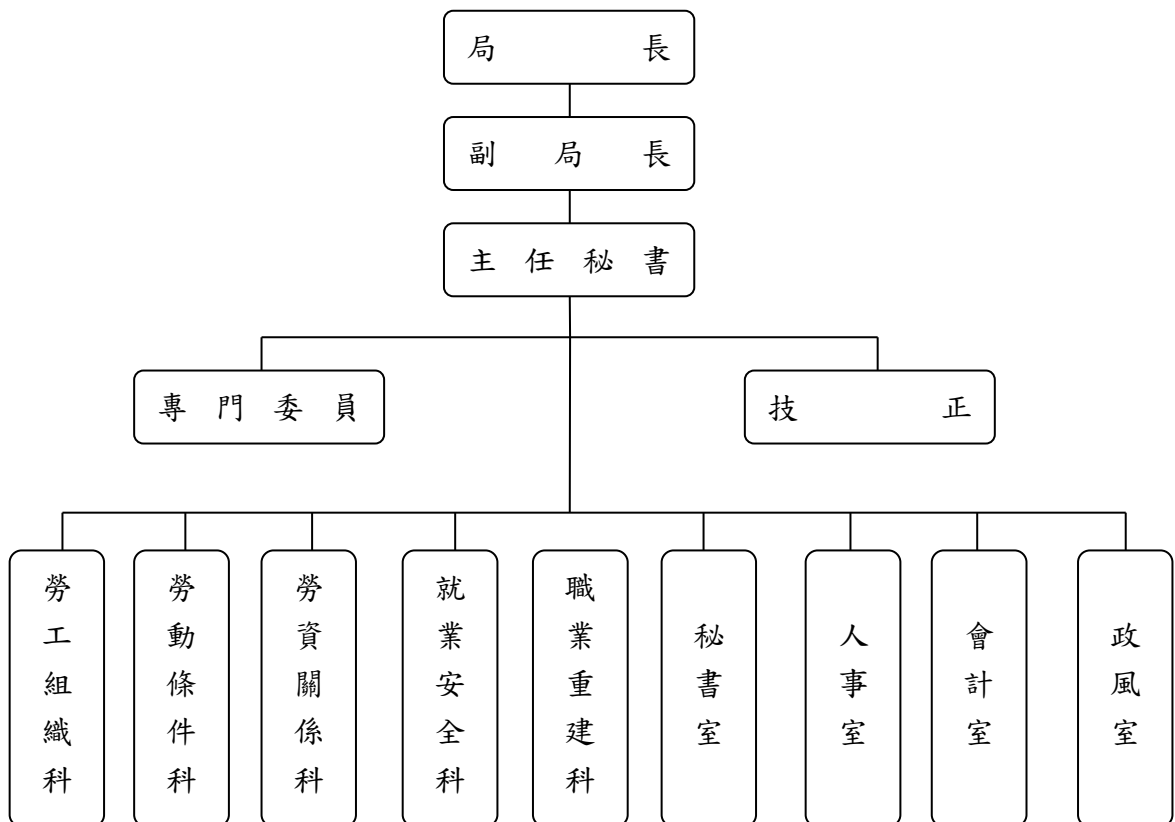 局長
副局長
主任秘書
專門委員
技正
勞工組織科
勞動條件科
勞資關係科
就業安全科
職業重建科
秘書室
人事室
會計室
政風室